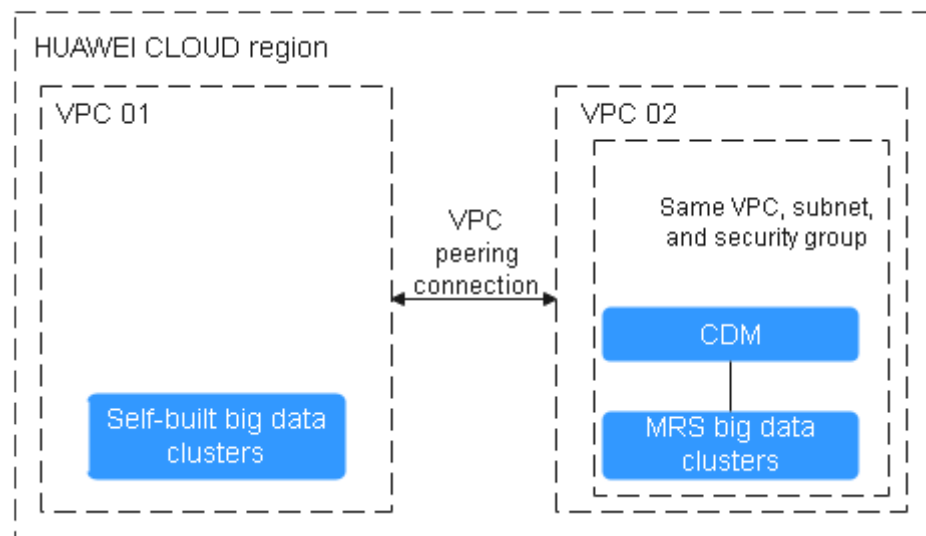 HUAWEI CLOUD region
VPC 01
VPC 02
Same VPC, subnet,
and security group
VPC
peering
connection
CDM
Self-built big data
clusters
MRS big data
clusters